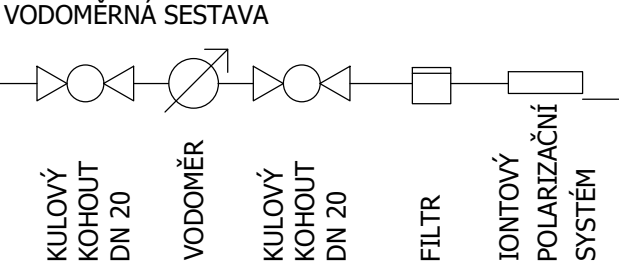 VODOMĚRNÁ SESTAVA
KULOVÝ
KOHOUT
DN 20
VODOMĚR
KULOVÝ
KOHOUT
DN 20
FILTR
IONTOVÝ
POLARIZAČNÍ
SYSTÉM